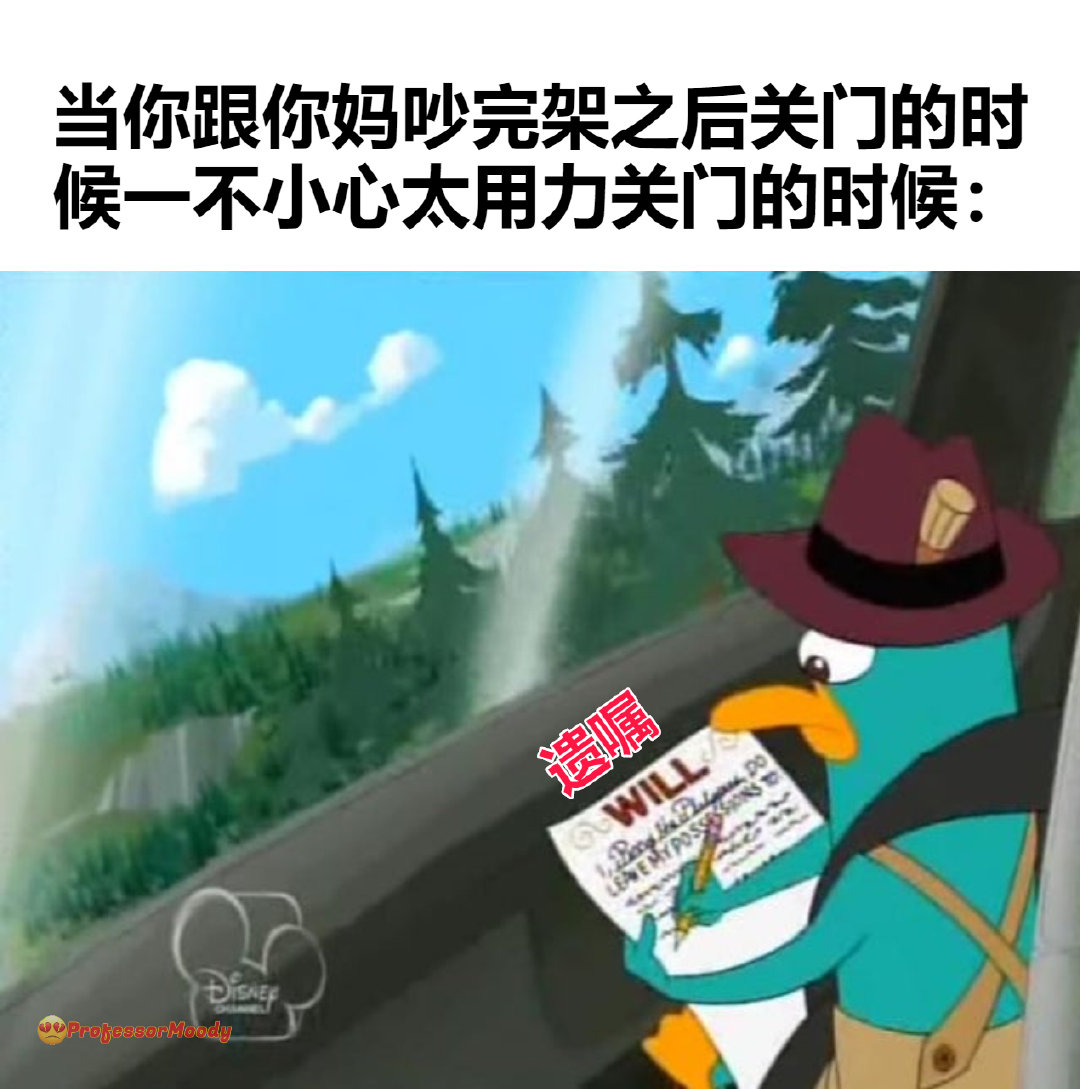 当你跟你妈吵完架之后关门的时
候一不小心太用力关门的时候：
遗嘱
WILL
I, Perry the Platypus, DO
LEAVE MY POSSESSIONS TO
DISNEY
CHANNEL
ProfessorMoody